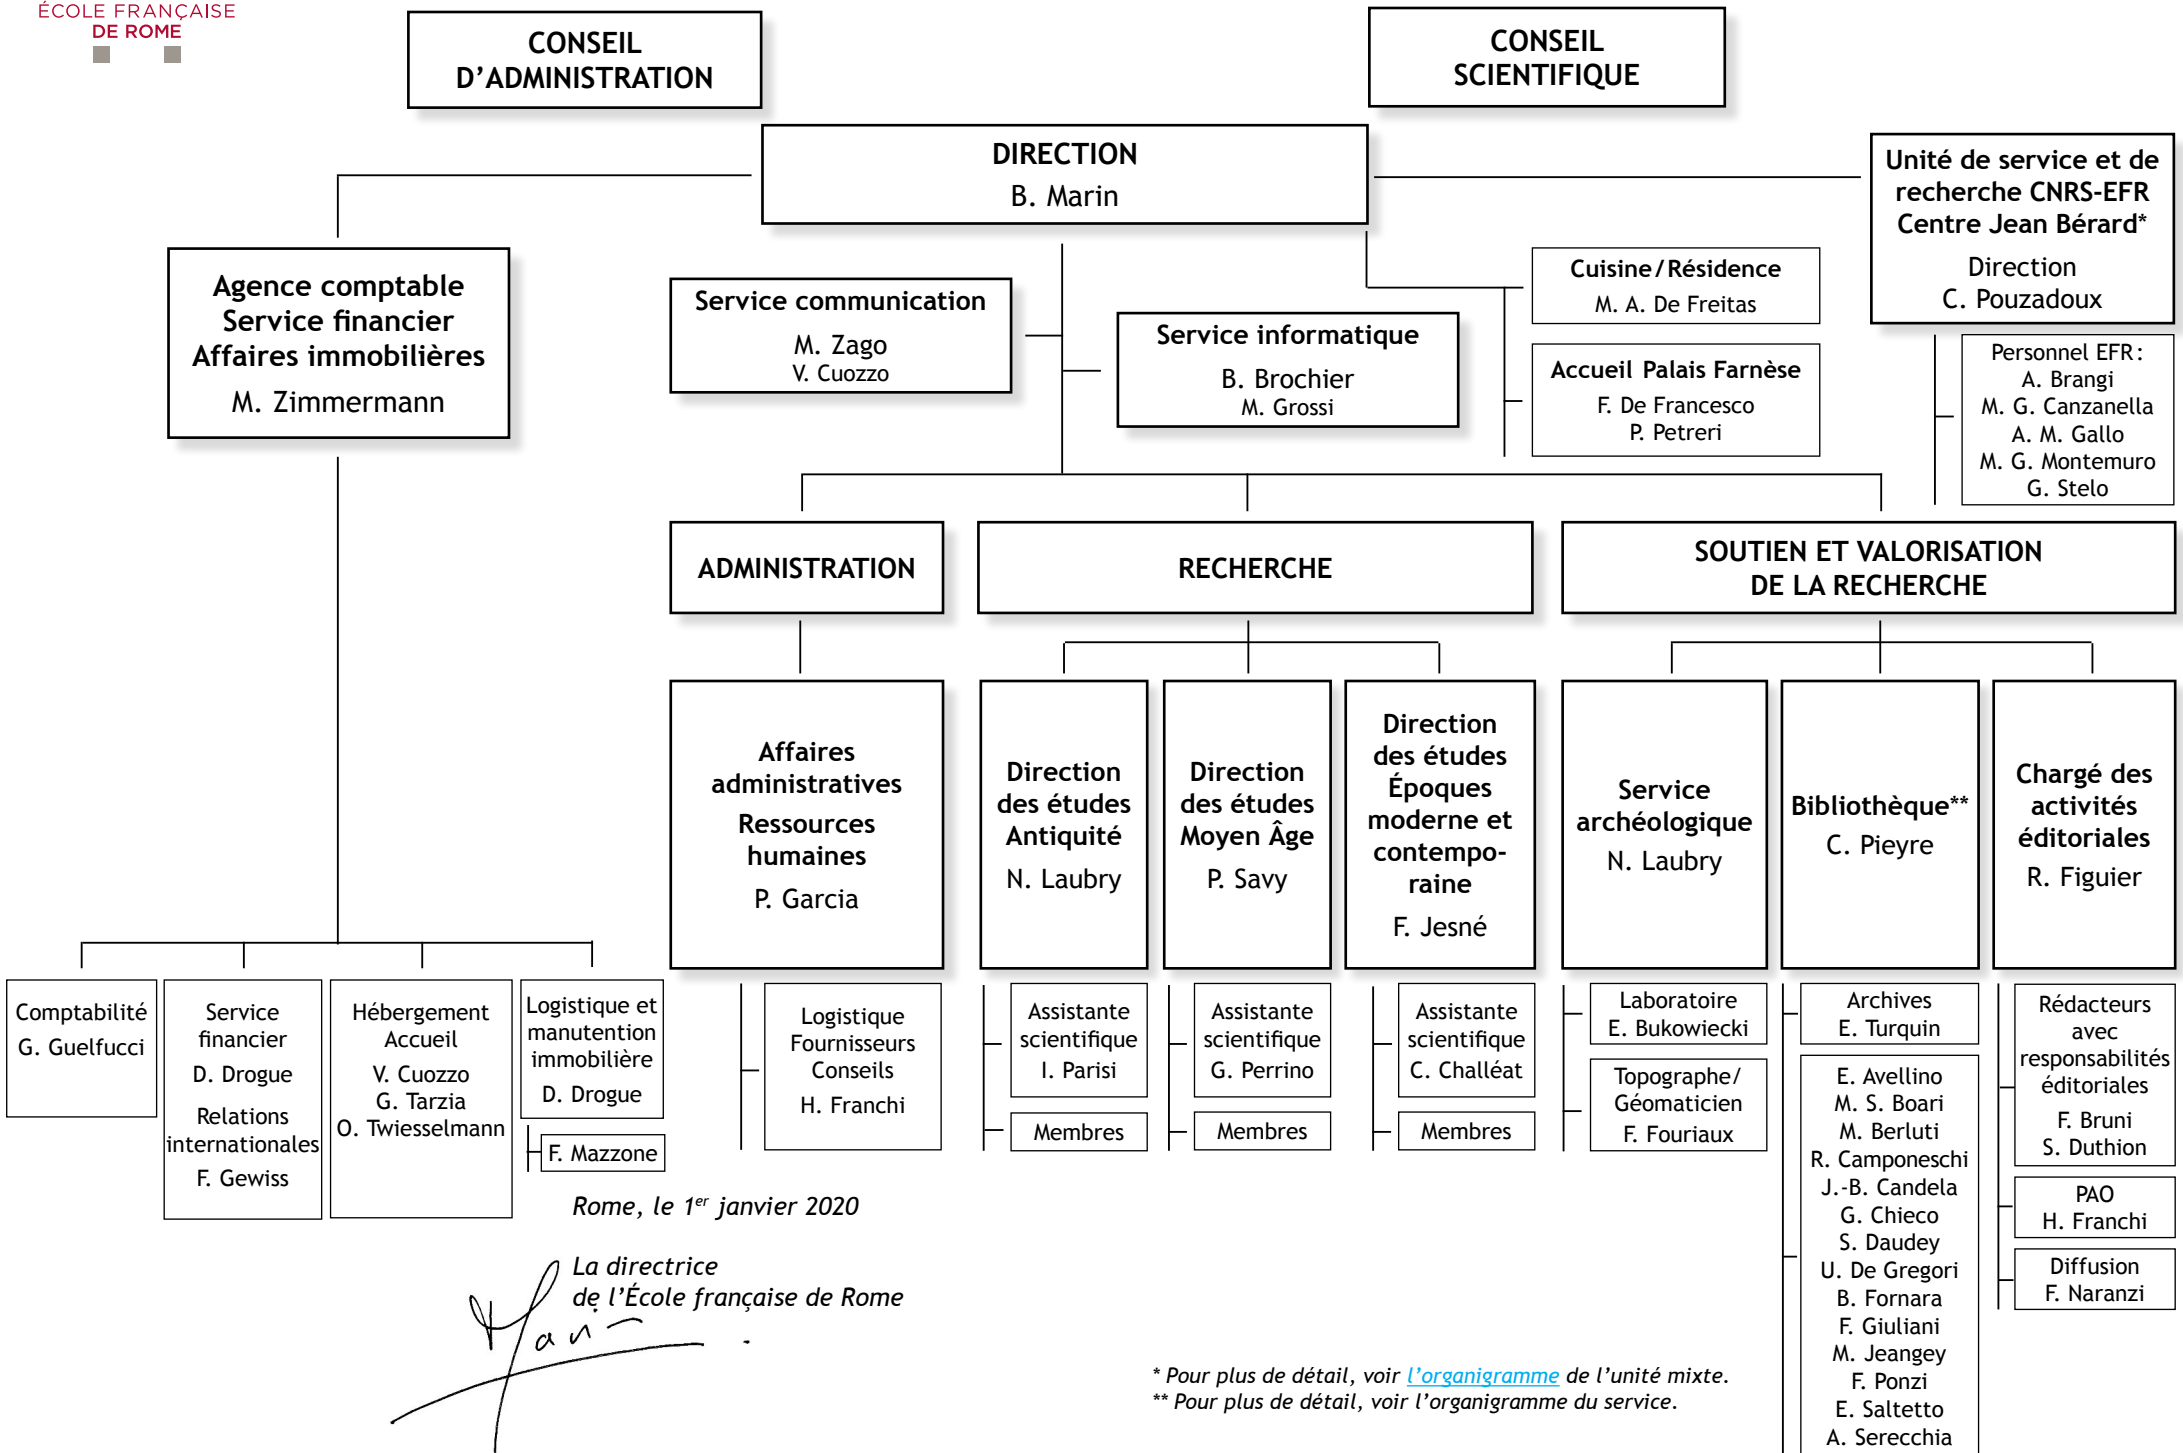 ÉCOLE FRANÇAISE
DE ROME
CONSEIL
D’ADMINISTRATION
CONSEIL
SCIENTIFIQUE
DIRECTION
B. Marin
Unité de service et de
recherche CNRS-EFR
Centre Jean Bérard*
Direction
C. Pouzadoux
Personnel EFR:
A. Brangi
M. G. Canzanella
A. M. Gallo
M. G. Montemuro
G. Stelo
Agence comptable
Service financier
Affaires immobilières
M. Zimmermann
Service communication
M. Zago
V. Cuozzo
Service informatique
B. Brochier
M. Grossi
Cuisine/Résidence
M. A. De Freitas
Accueil Palais Farnèse
F. De Francesco
P. Petreri
ADMINISTRATION
RECHERCHE
SOUTIEN ET VALORISATION
DE LA RECHERCHE
Affaires
administratives
Ressources
humaines
P. Garcia
Direction
des études
Antiquité
N. Laubry
Direction
des études
Moyen Âge
P. Savy
Direction
des études
Époques
moderne et
contempo-
raine
F. Jesné
Service
archéologique
N. Laubry
Bibliothèque**
C. Pieyre
Chargé des
activités
éditoriales
R. Figuier
Comptabilité
G. Guelfucci
Service
financier
D. Drogue
Relations
internationales
F. Gewiss
Hébergement
Accueil
V. Cuozzo
G. Tarzia
O. Twiesselmann
Logistique et
manutention
immobilière
D. Drogue
F. Mazzone
Logistique
Fournisseurs
Conseils
H. Franchi
Assistante
scientifique
I. Parisi
Membres
Assistante
scientifique
G. Perrino
Membres
Assistante
scientifique
C. Challéat
Membres
Laboratoire
E. Bukowiecki
Topographe/
Géomaticien
F. Fouriaux
Archives
E. Turquin
E. Avellino
M. S. Boari
M. Berluti
R. Camponeschi
J.-B. Candela
G. Chieco
S. Daudey
U. De Gregori
B. Fornara
F. Giuliani
M. Jeangey
F. Ponzi
E. Saltetto
A. Serecchia
Rédacteurs
avec
responsabilités
éditoriales
F. Bruni
S. Duthion
PAO
H. Franchi
Diffusion
F. Naranzi
Rome, le 1er janvier 2020
La directrice
de l’École française de Rome
* Pour plus de détail, voir l’organigramme de l’unité mixte.
** Pour plus de détail, voir l’organigramme du service.